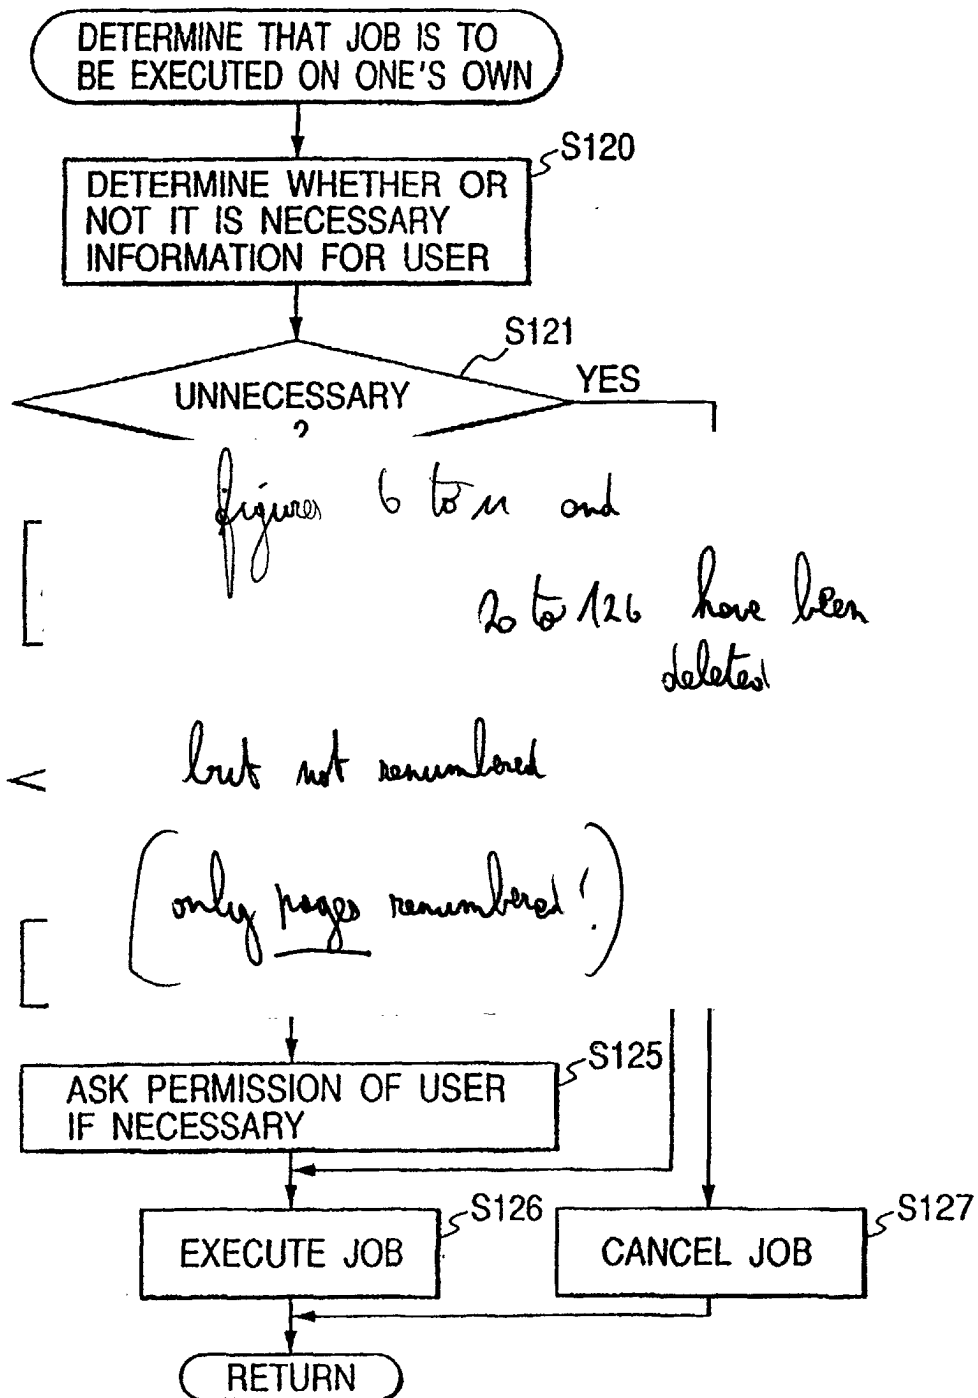 DETERMINE THAT JOB IS TO
BE EXECUTED ON ONE'S OWN
S120
DETERMINE WHETHER OR
NOT IT IS NECESSARY
INFORMATION FOR USER
S121
UNNECESSARY
?
YES
figures 6 to 11 and
20 to 126 have been
deleted
but not renumbered
(only pages renumbered!)
S125
ASK PERMISSION OF USER
IF NECESSARY
S126
EXECUTE JOB
S127
CANCEL JOB
RETURN